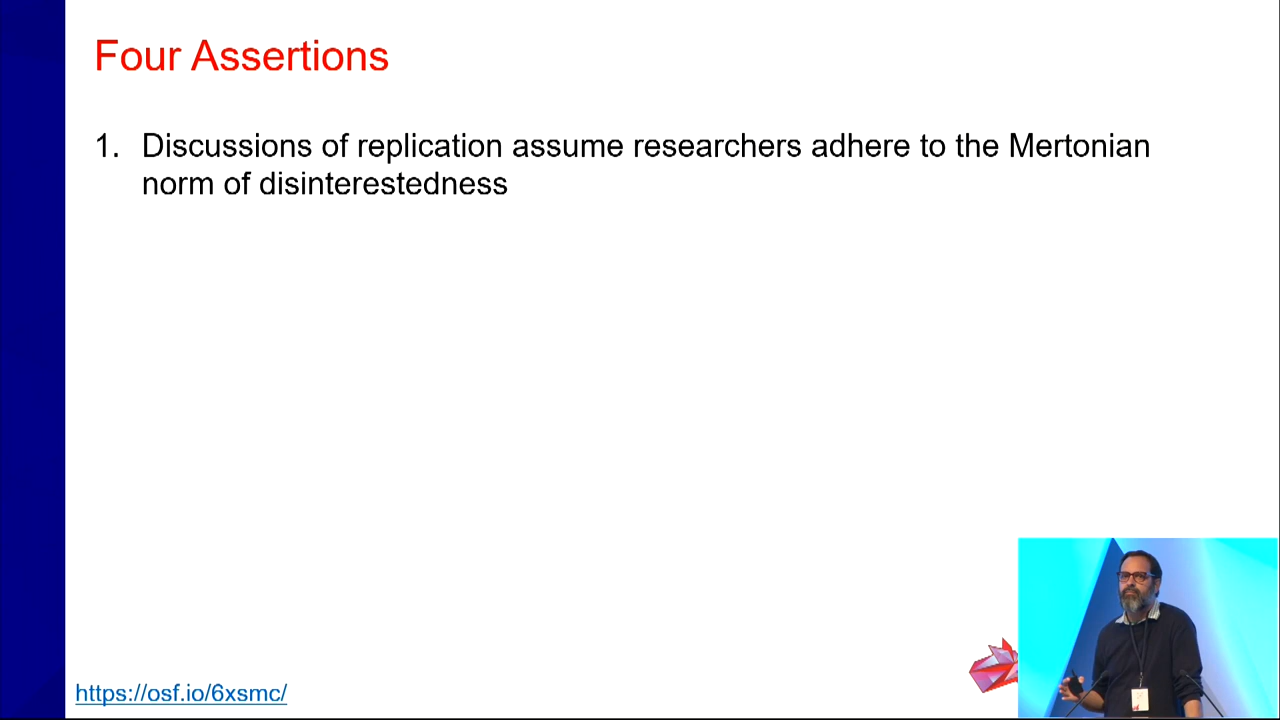 Four Assertions
1. Discussions of replication assume researchers adhere to the Mertonian
norm of disinterestedness
https://osf.io/6xsmc/